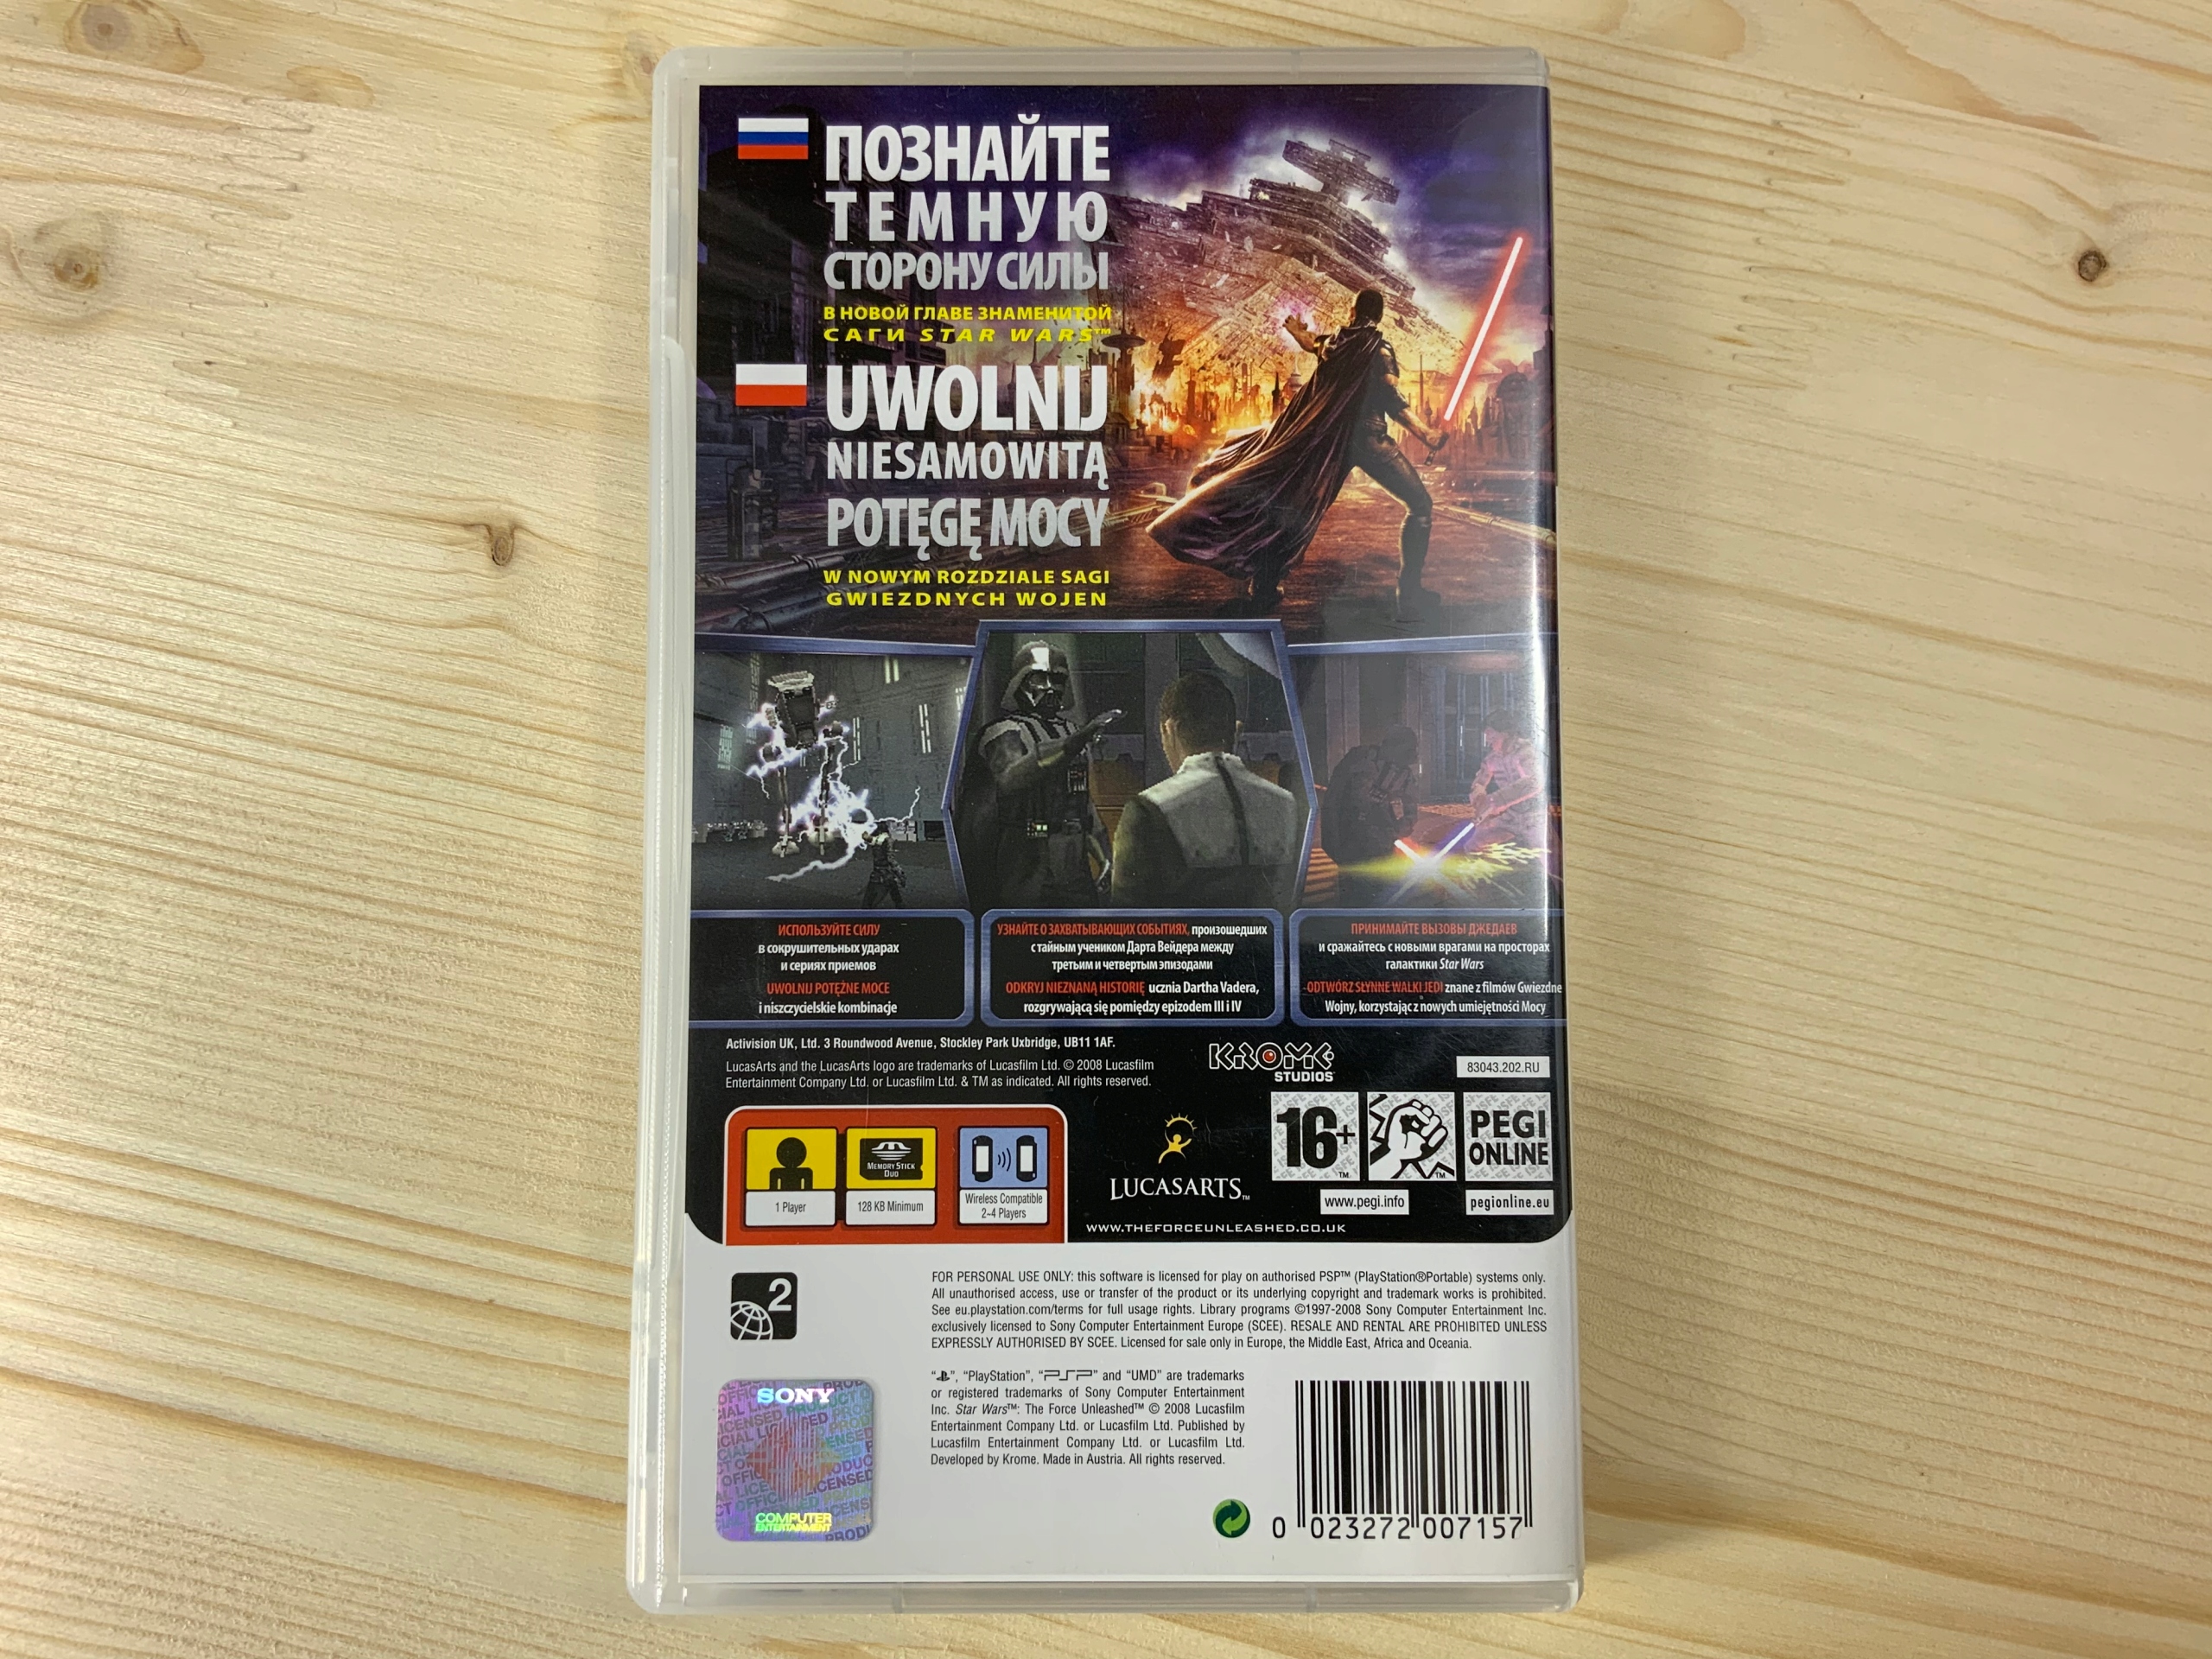 ПОЗНАЙТЕ
ТЕМНУЮ
СТОРОНУ СИЛЫ
В НОВОЙ ГЛАВЕ ЗНАМЕНИТОЙ
САГИ STAR WARS™
UWOLNIJ
NIESAMOWITĄ
POTĘGĘ MOCY
W NOWYM ROZDZIALE SAGI
GWIEZDNYCH WOJEN
ИСПОЛЬЗУЙТЕ СИЛУ
в сокрушительных ударах
и сериях приемов
UWOLNIJ POTĘŻNE MOCE
i niszczycielskie kombinacje
УЗНАЙТЕ О ЗАХВАТЫВАЮЩИХ СОБЫТИЯХ, произошедших
с тайным учеником Дарта Вейдера между
третьим и четвертым эпизодами
ODKRYJ NIEZNANĄ HISTORIĘ ucznia Dartha Vadera,
rozgrywającą się pomiędzy epizodem III i IV
ПРИНИМАЙТЕ ВЫЗОВЫ ДЖЕДАЕВ
и сражайтесь с новыми врагами на просторах
галактики Star Wars
ODTWÓRZ SŁYNNE WALKI JEDI znane z filmów Gwiezdne
Wojny, korzystając z nowych umiejętności Mocy
Activision UK, Ltd. 3 Roundwood Avenue, Stockley Park Uxbridge, UB11 1AF.
LucasArts and the LucasArts logo are trademarks of Lucasfilm Ltd. © 2008 Lucasfilm
Entertainment Company Ltd. or Lucasfilm Ltd. & TM as indicated. All rights reserved.
KROME
STUDIOS
83043.202.RU
1 Player
MEMORY STICK
DUO
128 KB Minimum
Wireless Compatible
2-4 Players
LUCASARTS™
16+™
www.pegi.info
PEGI
ONLINE
pegionline.eu
WWW.THEFORCEUNLEASHED.CO.UK
2
FOR PERSONAL USE ONLY: this software is licensed for play on authorised PSP™ (PlayStation®Portable) systems only.
All unauthorised access, use or transfer of the product or its underlying copyright and trademark works is prohibited.
See eu.playstation.com/terms for full usage rights. Library programs ©1997-2008 Sony Computer Entertainment Inc.
exclusively licensed to Sony Computer Entertainment Europe (SCEE). RESALE AND RENTAL ARE PROHIBITED UNLESS
EXPRESSLY AUTHORISED BY SCEE. Licensed for sale only in Europe, the Middle East, Africa and Oceania.
"", "PlayStation", "PSP" and "UMD" are trademarks
or registered trademarks of Sony Computer Entertainment
Inc. Star Wars™: The Force Unleashed™ © 2008 Lucasfilm
Entertainment Company Ltd. or Lucasfilm Ltd. Published by
Lucasfilm Entertainment Company Ltd. or Lucasfilm Ltd.
Developed by Krome. Made in Austria. All rights reserved.
SONY
COMPUTER
ENTERTAINMENT
0 023272 007157